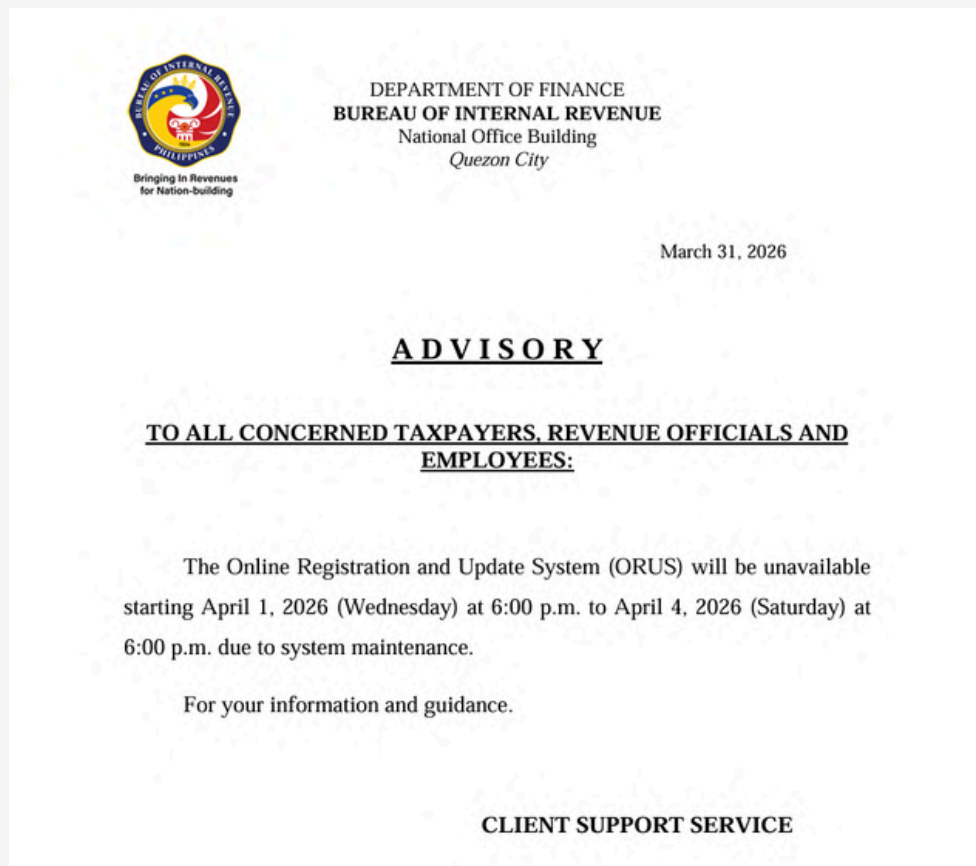 BUREAU OF INTERNAL REVENUE
PHILIPPINES
1904
Bringing In Revenues
for Nation-building
DEPARTMENT OF FINANCE
BUREAU OF INTERNAL REVENUE
National Office Building
Quezon City
March 31, 2026
A D V I S O R Y
TO ALL CONCERNED TAXPAYERS, REVENUE OFFICIALS AND
EMPLOYEES:
The Online Registration and Update System (ORUS) will be unavailable
starting April 1, 2026 (Wednesday) at 6:00 p.m. to April 4, 2026 (Saturday) at
6:00 p.m. due to system maintenance.
For your information and guidance.
CLIENT SUPPORT SERVICE